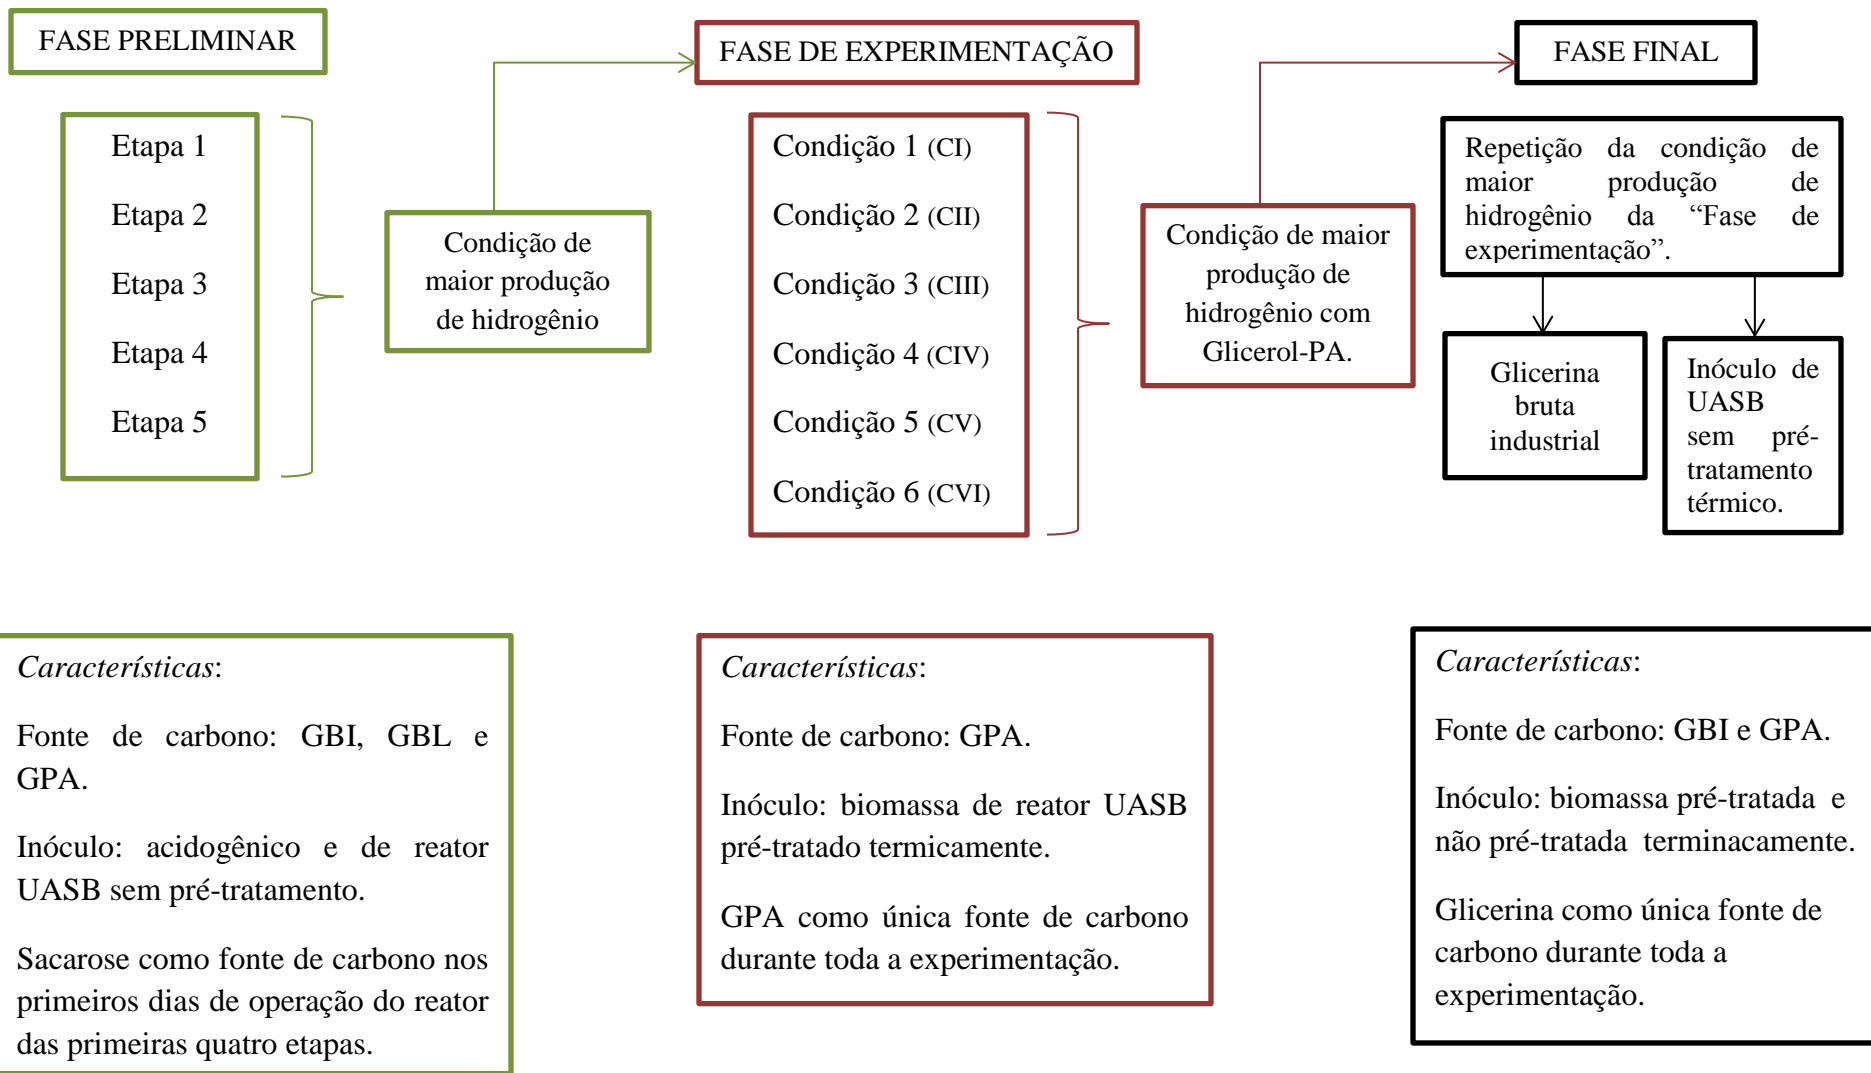 FASE PRELIMINAR
Etapa 1
Etapa 2
Etapa 3
Etapa 4
Etapa 5
Condição de
maior produção
de hidrogênio
FASE DE EXPERIMENTAÇÃO
Condição 1 (CI)
Condição 2 (CII)
Condição 3 (CIII)
Condição 4 (CIV)
Condição 5 (CV)
Condição 6 (CVI)
Condição de maior
produção de
hidrogênio com
Glicerol-PA.
FASE FINAL
Repetição da condição de
maior produção de
hidrogênio da “Fase de
experimentação”.
Glicerina
bruta
industrial
Inóculo de
UASB
sem pré-
tratamento
térmico.
Características:
Fonte de carbono: GBI, GBL e
GPA.
Inóculo: acidogênico e de reator
UASB sem pré-tratamento.
Sacarose como fonte de carbono nos
primeiros dias de operação do reator
das primeiras quatro etapas.
Características:
Fonte de carbono: GPA.
Inóculo: biomassa de reator UASB
pré-tratado termicamente.
GPA como única fonte de carbono
durante toda a experimentação.
Características:
Fonte de carbono: GBI e GPA.
Inóculo: biomassa pré-tratada e
não pré-tratada terminacamente.
Glicerina como única fonte de
carbono durante toda a
experimentação.